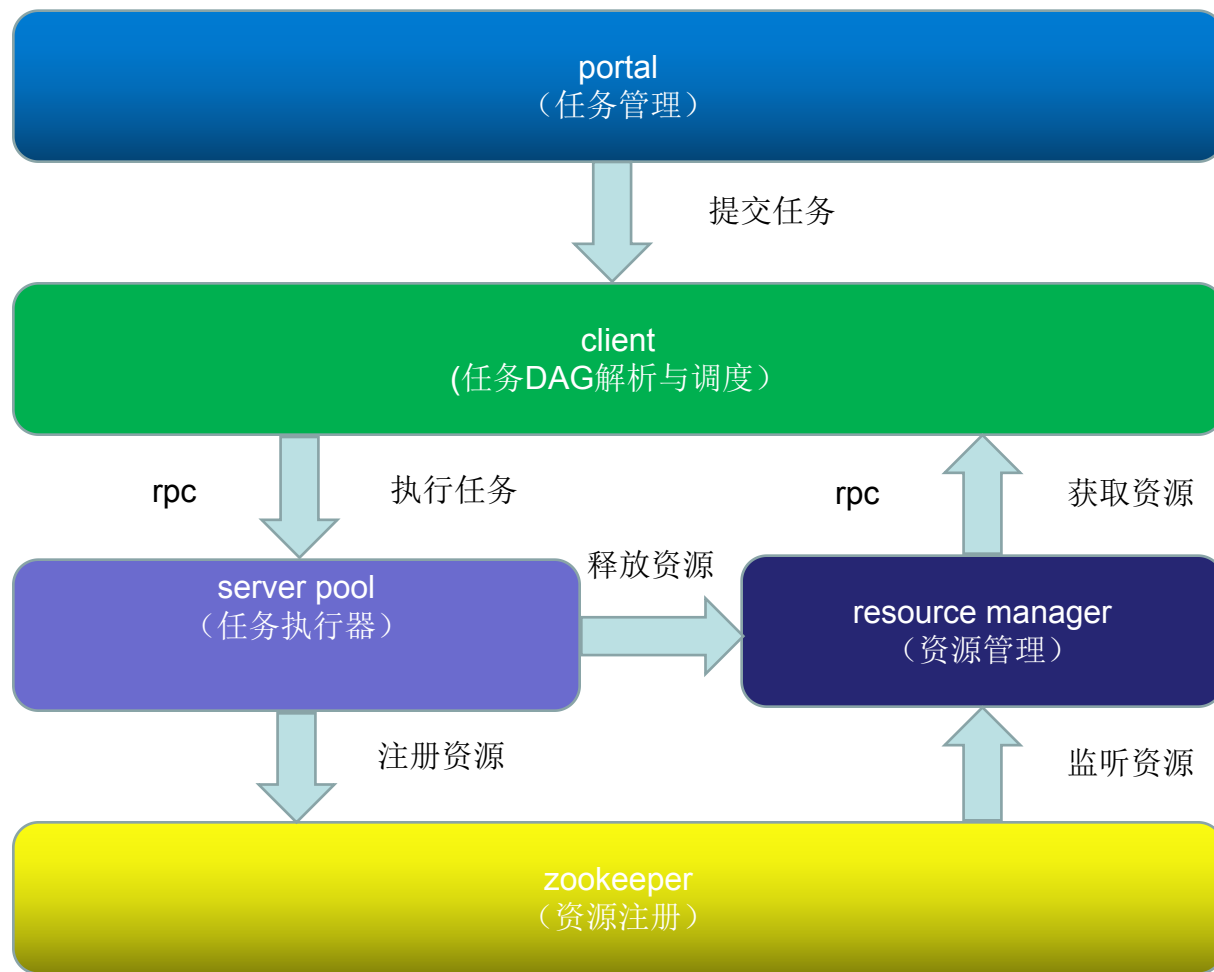 portal
（任务管理）
提交任务
client
(任务DAG解析与调度）
rpc
执行任务
rpc
获取资源
server pool
（任务执行器）
释放资源
resource manager
（资源管理）
注册资源
监听资源
zookeeper
（资源注册）